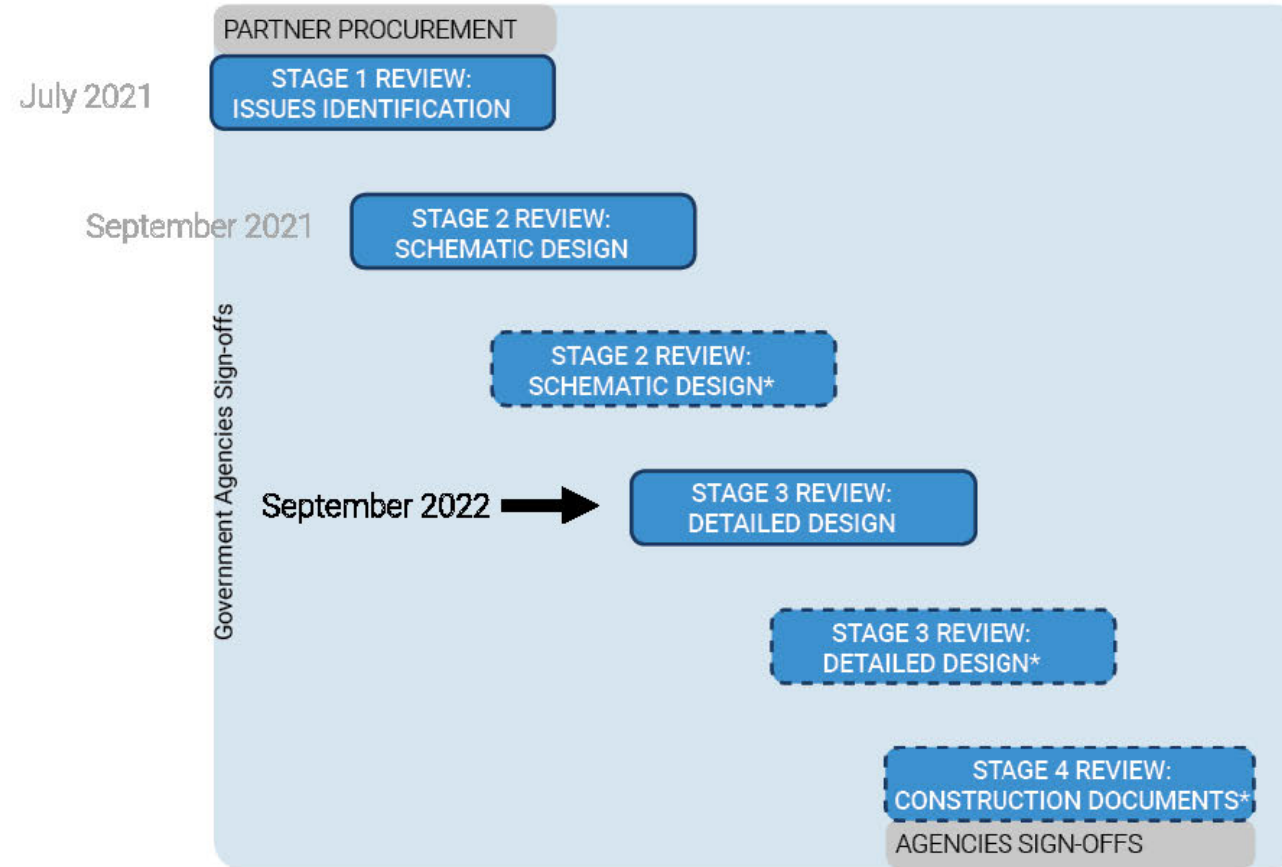 PARTNER PROCUREMENT
July 2021
STAGE 1 REVIEW:
ISSUES IDENTIFICATION
September 2021
STAGE 2 REVIEW:
SCHEMATIC DESIGN
Government Agencies Sign-offs
STAGE 2 REVIEW:
SCHEMATIC DESIGN*
September 2022
STAGE 3 REVIEW:
DETAILED DESIGN
STAGE 3 REVIEW:
DETAILED DESIGN*
STAGE 4 REVIEW:
CONSTRUCTION DOCUMENTS*
AGENCIES SIGN-OFFS